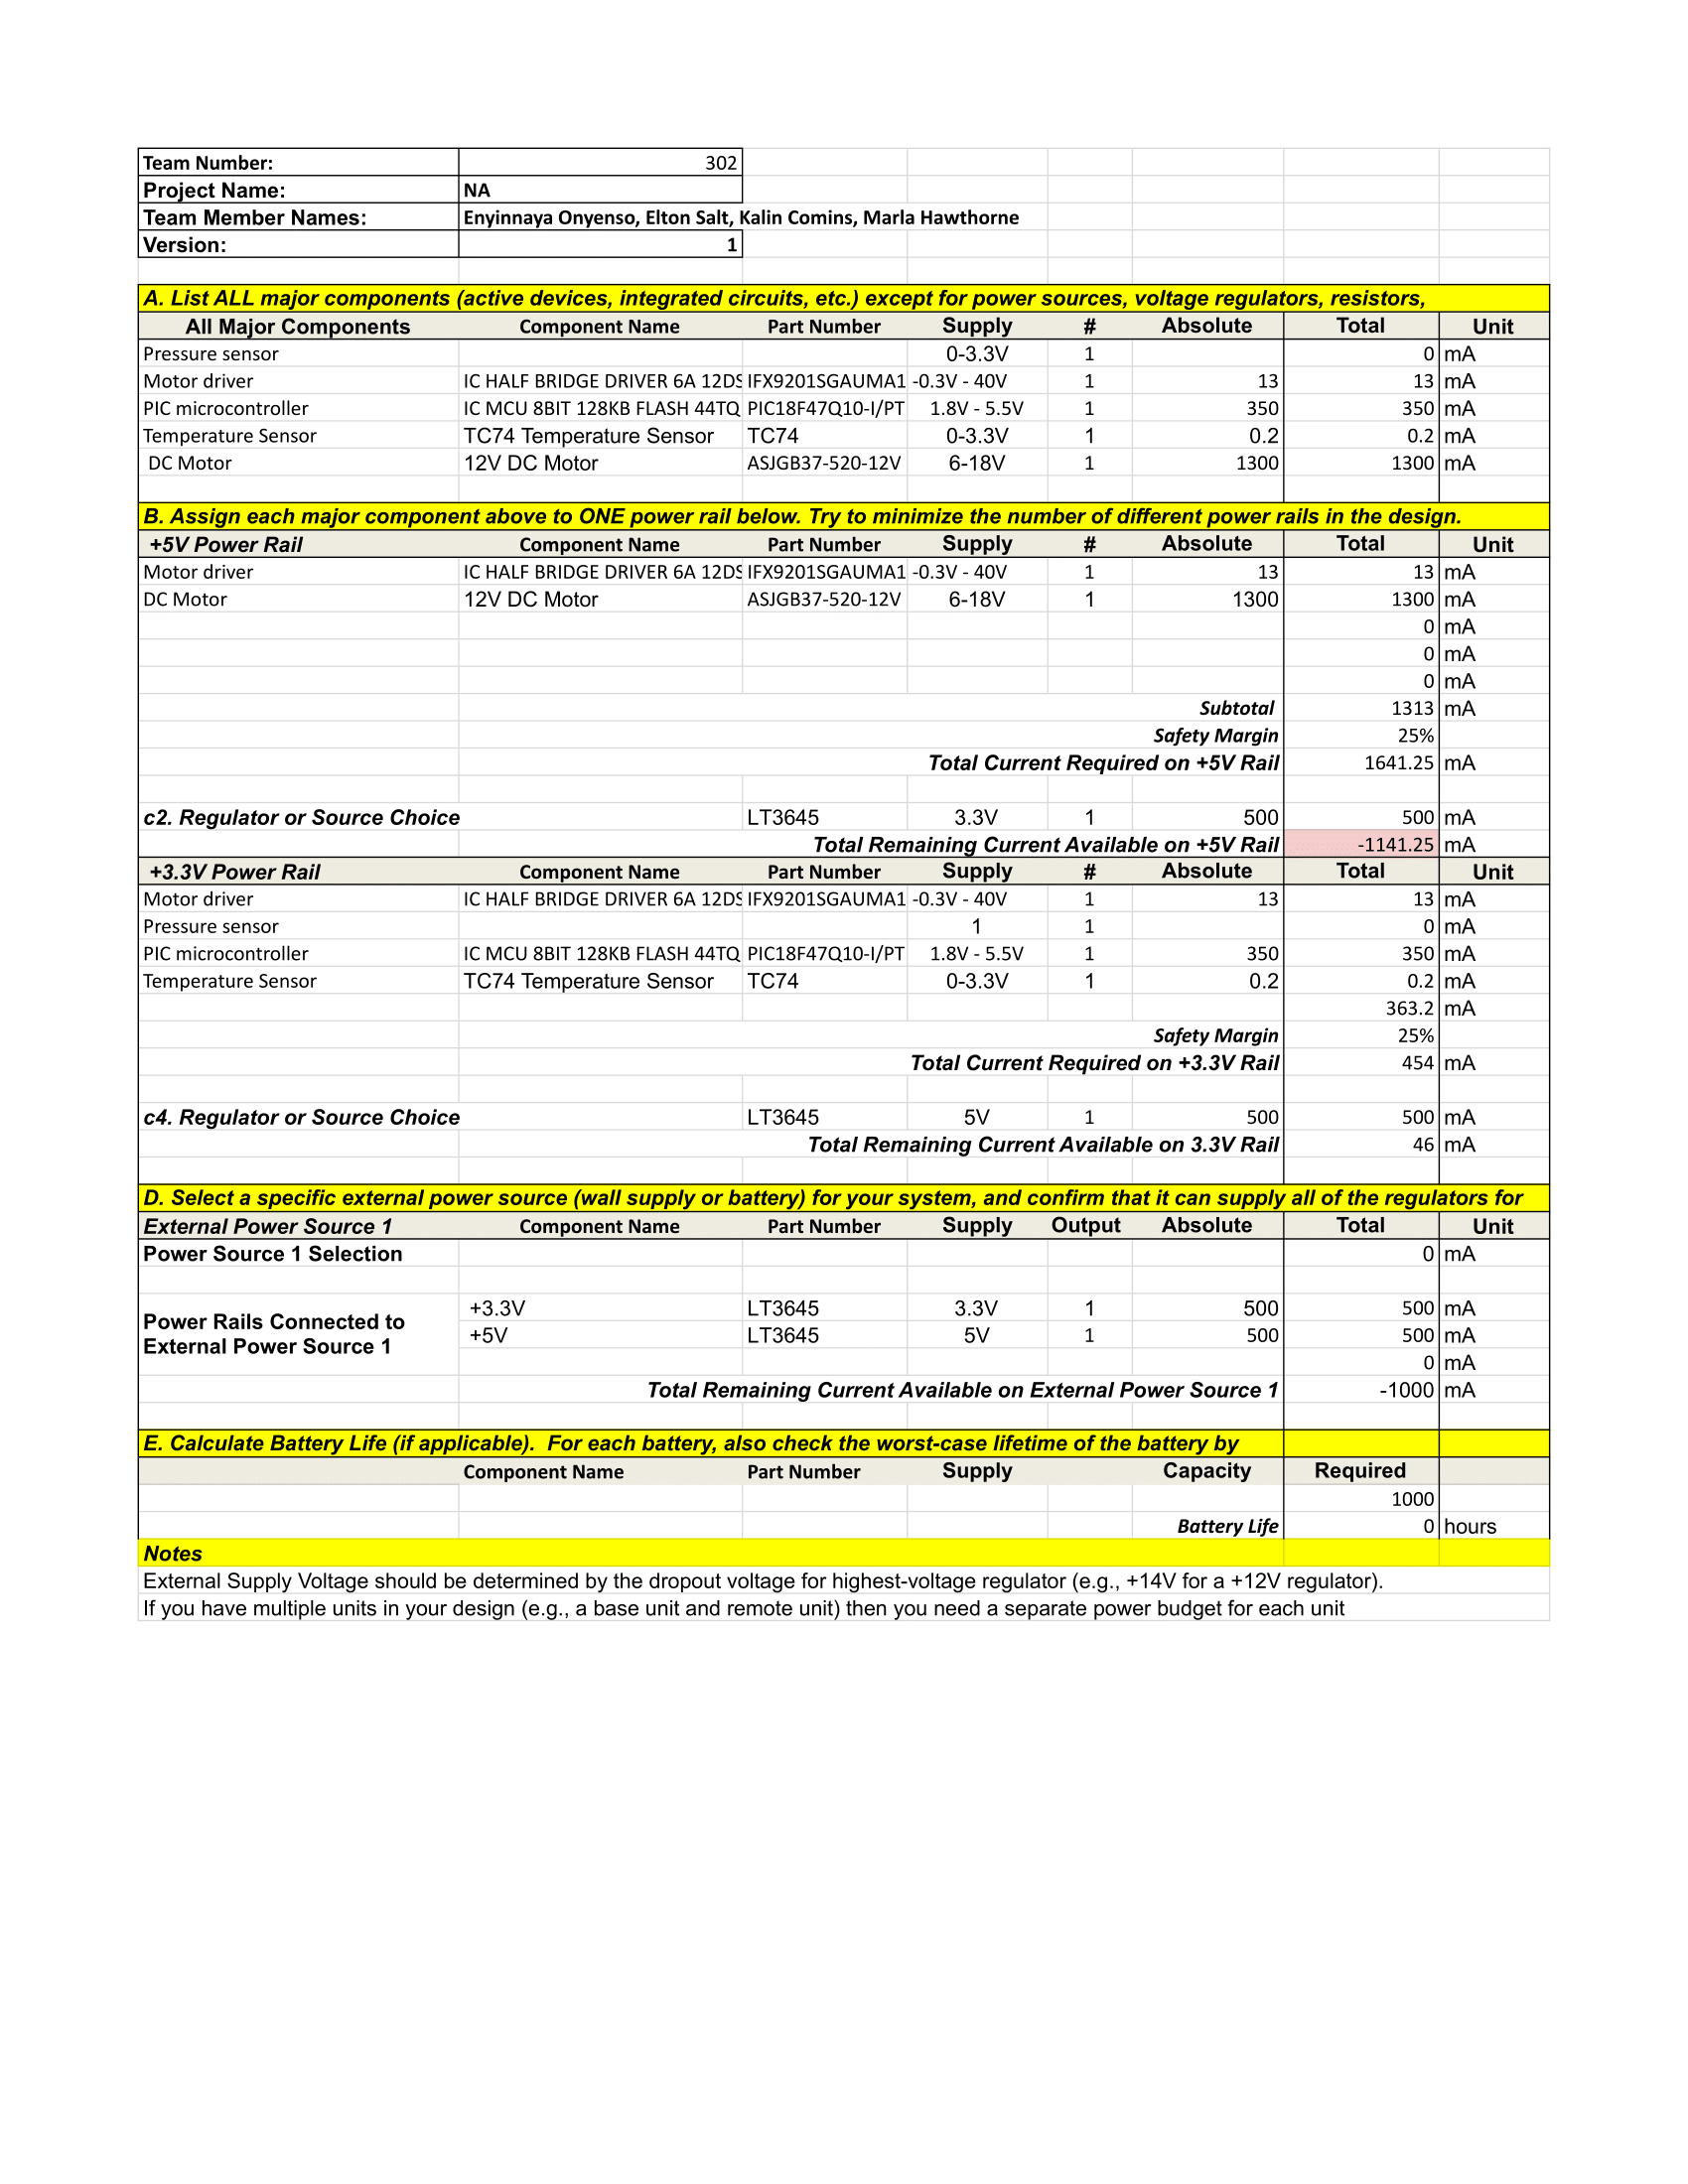 Team Number: 302
Project Name: NA
Team Member Names: Enyinnaya Onyenso, Elton Salt, Kalin Comins, Marla Hawthorne
Version: 1
A. List ALL major components (active devices, integrated circuits, etc.) except for power sources, voltage regulators, resistors,
All Major Components Component Name Part Number Supply # Absolute Total Unit
Pressure sensor 0-3.3V 1 0 mA
Motor driver IC HALF BRIDGE DRIVER 6A 12DS IFX9201SGAUMA1 -0.3V - 40V 1 13 13 mA
PIC microcontroller IC MCU 8BIT 128KB FLASH 44TQ PIC18F47Q10-I/PT 1.8V - 5.5V 1 350 350 mA
Temperature Sensor TC74 Temperature Sensor TC74 0-3.3V 1 0.2 0.2 mA
DC Motor 12V DC Motor ASJGB37-520-12V 6-18V 1 1300 1300 mA
B. Assign each major component above to ONE power rail below. Try to minimize the number of different power rails in the design.
+5V Power Rail Component Name Part Number Supply # Absolute Total Unit
Motor driver IC HALF BRIDGE DRIVER 6A 12DS IFX9201SGAUMA1 -0.3V - 40V 1 13 13 mA
DC Motor 12V DC Motor ASJGB37-520-12V 6-18V 1 1300 1300 mA
0 mA
0 mA
0 mA
Subtotal 1313 mA
Safety Margin 25%
Total Current Required on +5V Rail 1641.25 mA
c2. Regulator or Source Choice LT3645 3.3V 1 500 500 mA
Total Remaining Current Available on +5V Rail -1141.25 mA
+3.3V Power Rail Component Name Part Number Supply # Absolute Total Unit
Motor driver IC HALF BRIDGE DRIVER 6A 12DS IFX9201SGAUMA1 -0.3V - 40V 1 13 13 mA
Pressure sensor 1 1 0 mA
PIC microcontroller IC MCU 8BIT 128KB FLASH 44TQ PIC18F47Q10-I/PT 1.8V - 5.5V 1 350 350 mA
Temperature Sensor TC74 Temperature Sensor TC74 0-3.3V 1 0.2 0.2 mA
363.2 mA
Safety Margin 25%
Total Current Required on +3.3V Rail 454 mA
c4. Regulator or Source Choice LT3645 5V 1 500 500 mA
Total Remaining Current Available on 3.3V Rail 46 mA
D. Select a specific external power source (wall supply or battery) for your system, and confirm that it can supply all of the regulators for
External Power Source 1 Component Name Part Number Supply Output Absolute Total Unit
Power Source 1 Selection 0 mA
Power Rails Connected to External Power Source 1 +3.3V LT3645 3.3V 1 500 500 mA
+5V LT3645 5V 1 500 500 mA
0 mA
Total Remaining Current Available on External Power Source 1 -1000 mA
E. Calculate Battery Life (if applicable). For each battery, also check the worst-case lifetime of the battery by
Component Name Part Number Supply Capacity Required
1000
Battery Life 0 hours
Notes
External Supply Voltage should be determined by the dropout voltage for highest-voltage regulator (e.g., +14V for a +12V regulator).
If you have multiple units in your design (e.g., a base unit and remote unit) then you need a separate power budget for each unit